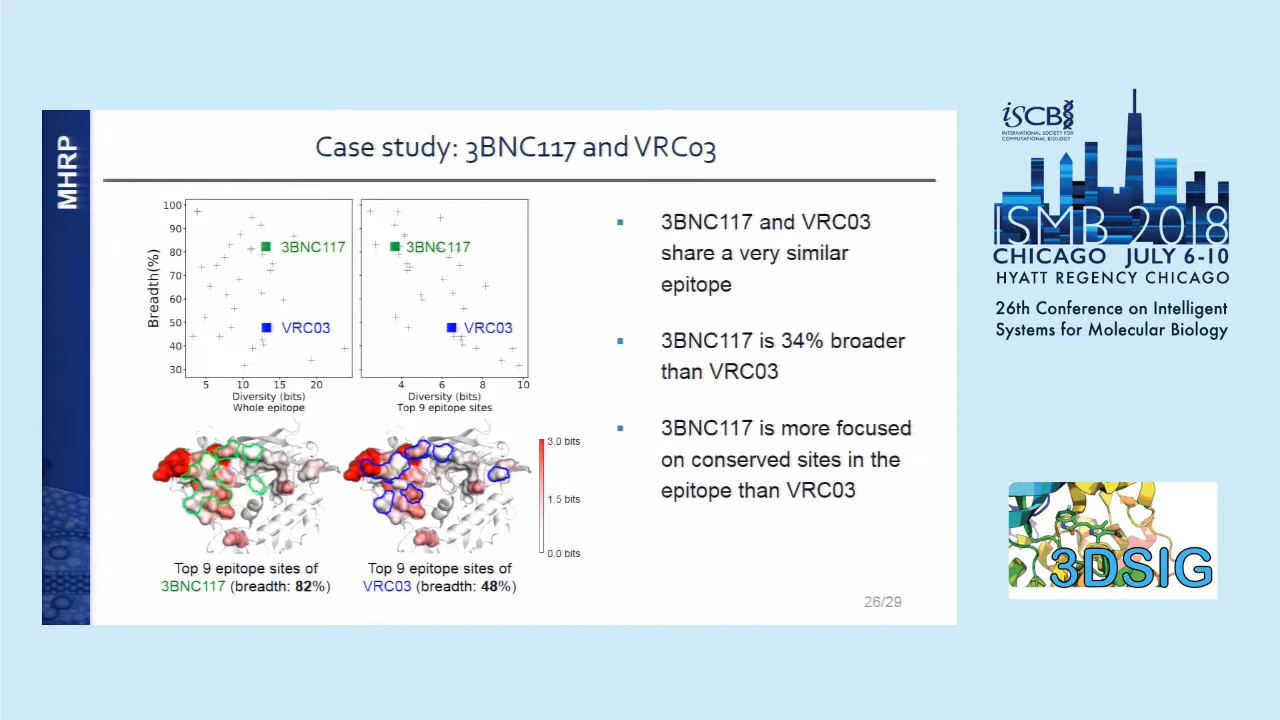 MHRP
Case study: 3BNC117 and VRC03
Breadth(%)
100
90
80
70
60
50
40
30
3BNC117
VRC03
5
10
15
20
Diversity (bits)
Whole epitope
3BNC117
VRC03
4
6
8
10
Diversity (bits)
Top 9 epitope sites
3.0 bits
1.5 bits
0.0 bits
Top 9 epitope sites of
3BNC117 (breadth: 82%)
Top 9 epitope sites of
VRC03 (breadth: 48%)
▪ 3BNC117 and VRC03
share a very similar
epitope
▪ 3BNC117 is 34% broader
than VRC03
▪ 3BNC117 is more focused
on conserved sites in the
epitope than VRC03
26/29
iSCB
INTERNATIONAL SOCIETY FOR
COMPUTATIONAL BIOLOGY
ISMB 2018
CHICAGO JULY 6-10
HYATT REGENCY CHICAGO
26th Conference on Intelligent
Systems for Molecular Biology
3DSIG